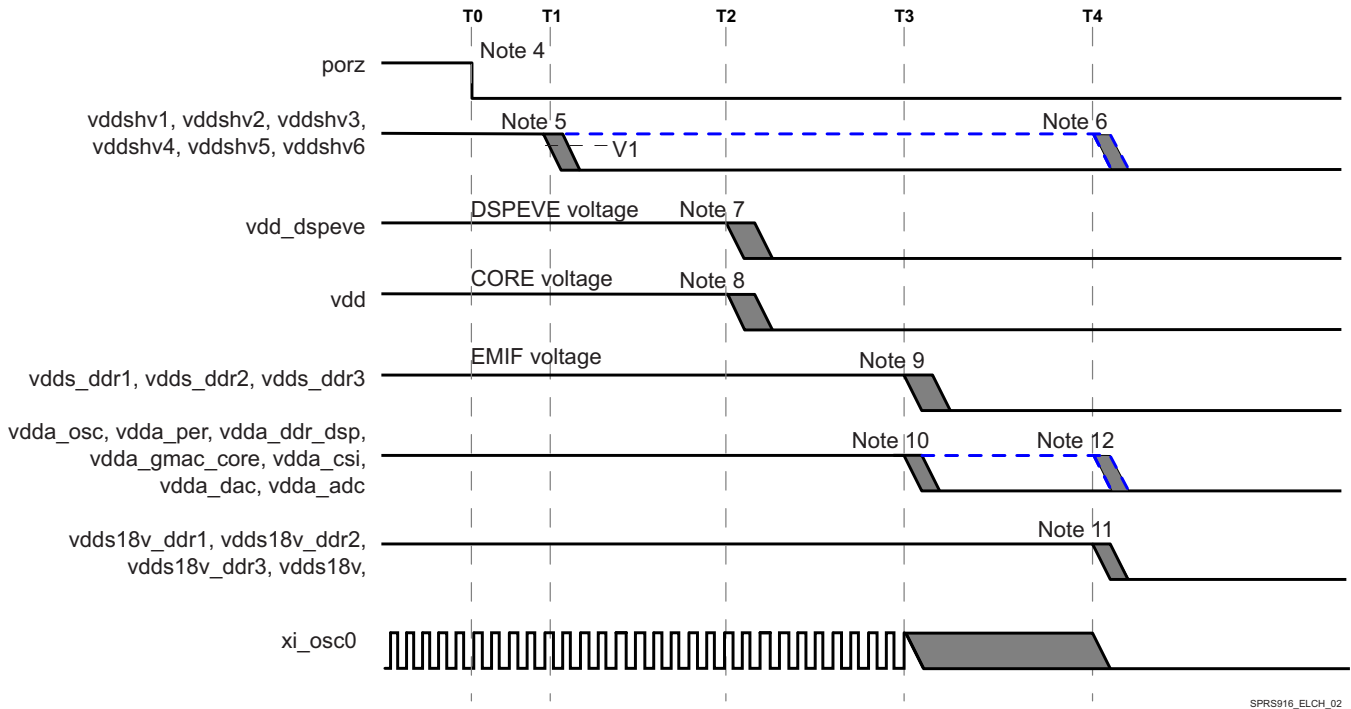 T0 T1 T2 T3 T4
Note 4
porz
vddshv1, vddshv2, vddshv3,
vddshv4, vddshv5, vddshv6
Note 5
Note 6
V1
vdd_dspeve
DSPEVE voltage
Note 7
vdd
CORE voltage
Note 8
vdds_ddr1, vdds_ddr2, vdds_ddr3
EMIF voltage
Note 9
vdda_osc, vdda_per, vdda_ddr_dsp,
vdda_gmac_core, vdda_csi,
vdda_dac, vdda_adc
Note 10
Note 12
vdds18v_ddr1, vdds18v_ddr2,
vdds18v_ddr3, vdds18v,
Note 11
xi_osc0
SPRS916_ELCH_02